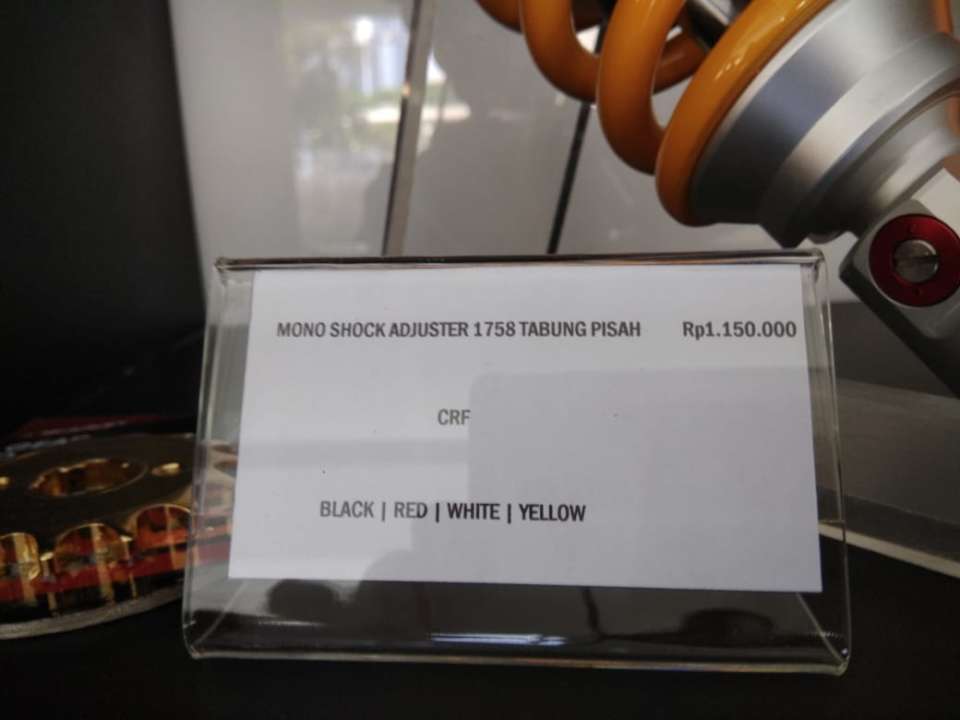 MONO SHOCK ADJUSTER 1758 TABUNG PISAH Rp1.150.000
CRF
BLACK | RED | WHITE | YELLOW